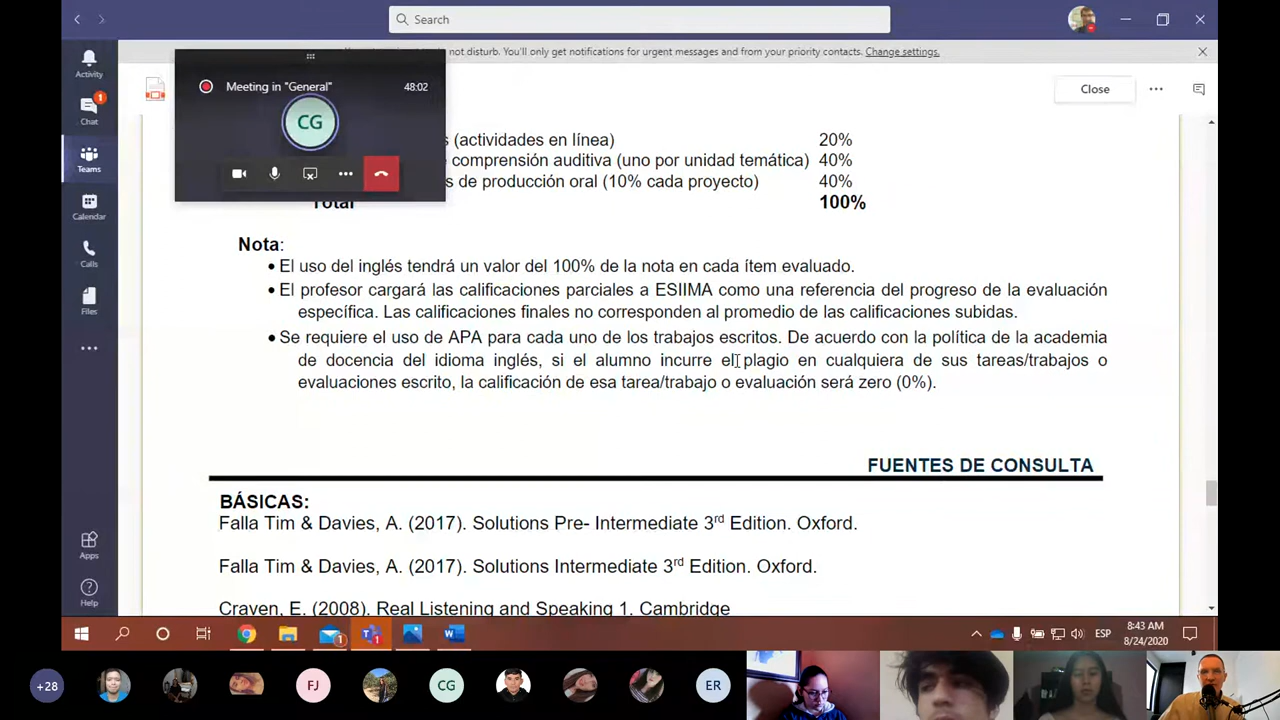 Search
not disturb. You'll only get notifications for urgent messages and from your priority contacts. Change settings.
Activity
Meeting in "General"
48:02
CG
Close
1
Chat
Teams
Calendar
Calls
Files
Apps
Help
s (actividades en línea) 20%
comprensión auditiva (uno por unidad temática) 40%
s de producción oral (10% cada proyecto) 40%
Total 100%
Nota:
• El uso del inglés tendrá un valor del 100% de la nota en cada ítem evaluado.
• El profesor cargará las calificaciones parciales a ESIIMA como una referencia del progreso de la evaluación
específica. Las calificaciones finales no corresponden al promedio de las calificaciones subidas.
• Se requiere el uso de APA para cada uno de los trabajos escritos. De acuerdo con la política de la academia
de docencia del idioma inglés, si el alumno incurre el plagio en cualquiera de sus tareas/trabajos o
evaluaciones escrito, la calificación de esa tarea/trabajo o evaluación será zero (0%).
FUENTES DE CONSULTA
BÁSICAS:
Falla Tim & Davies, A. (2017). Solutions Pre- Intermediate 3rd Edition. Oxford.
Falla Tim & Davies, A. (2017). Solutions Intermediate 3rd Edition. Oxford.
Craven, E. (2008). Real Listening and Speaking 1. Cambridge
ESP
8:43 AM
8/24/2020
+28
FJ
CG
ER